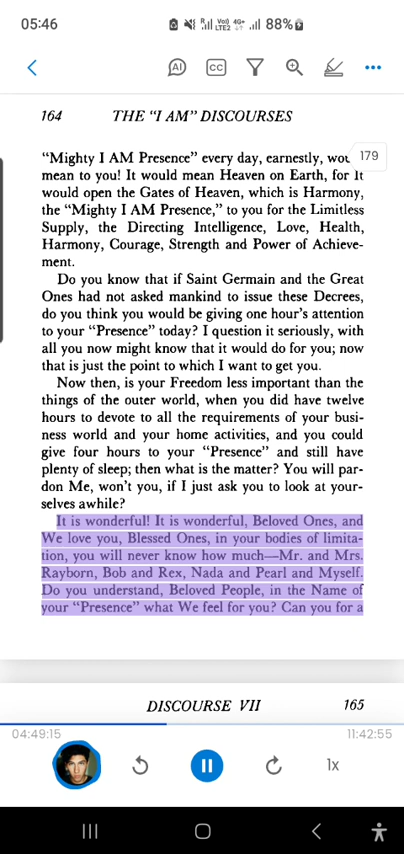 05:46
Vo) 4G+
LTE2
88%
AI
CC
164 THE "I AM" DISCOURSES
179
"Mighty I AM Presence" every day, earnestly,
mean to you! It would mean Heaven on Earth, for It
would open the Gates of Heaven, which is Harmony,
the "Mighty I AM Presence," to you for the Limitless
Supply, the Directing Intelligence, Love, Health,
Harmony, Courage, Strength and Power of Achieve-
ment.
Do you know that if Saint Germain and the Great
Ones had not asked mankind to issue these Decrees,
do you think you would be giving one hour's attention
to your "Presence" today? I question it seriously, with
all you now might know that it would do for you; now
that is just the point to which I want to get you.
Now then, is your Freedom less important than the
things of the outer world, when you did have twelve
hours to devote to all the requirements of your busi-
ness world and your home activities, and you could
give four hours to your "Presence" and still have
plenty of sleep; then what is the matter? You will par-
don Me, won't you, if I just ask you to look at your-
selves awhile?
It is wonderful! It is wonderful, Beloved Ones, and
We love you, Blessed Ones, in your bodies of limita-
tion, you will never know how much—Mr. and Mrs.
Rayborn, Bob and Rex, Nada and Pearl and Myself.
Do you understand, Beloved People, in the Name of
your "Presence" what We feel for you? Can you for a
DISCOURSE VII 165
04:49:15 11:42:55
1x